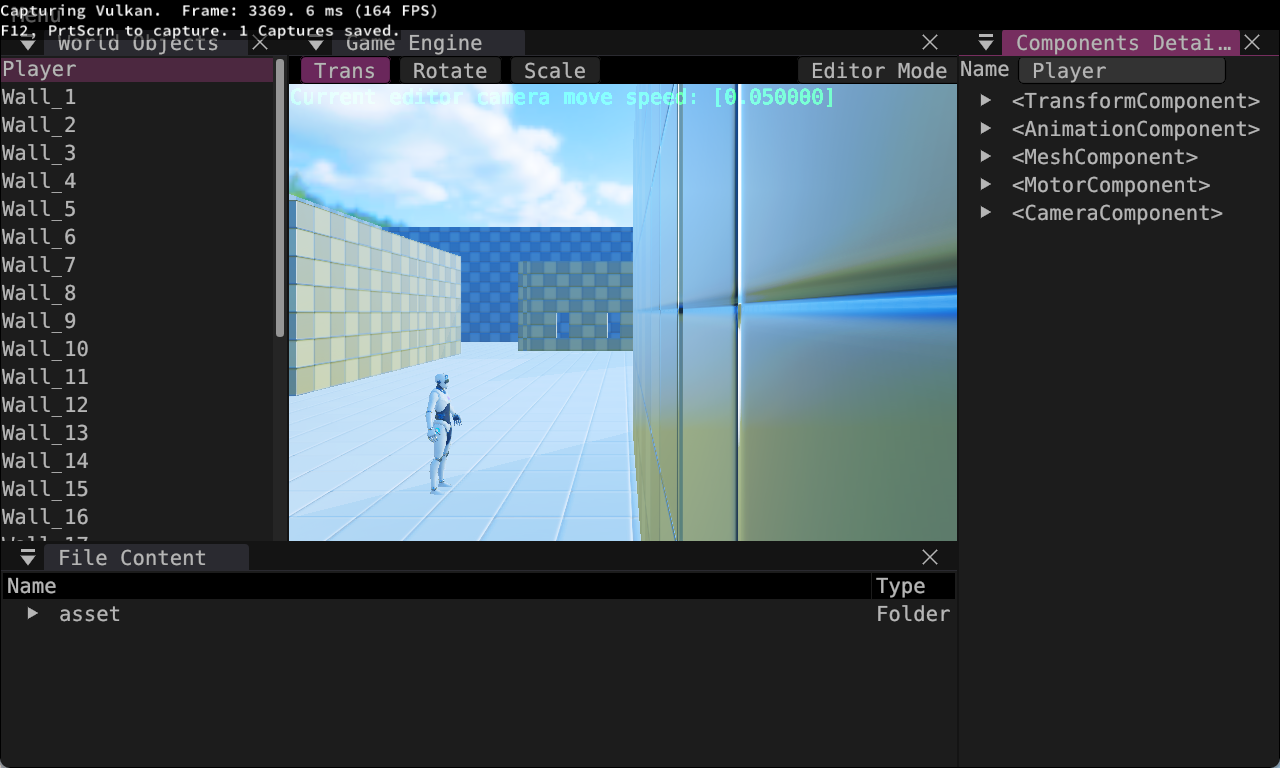 Capturing Vulkan.  Frame: 3369. 6 ms (164 FPS)
Menu
F12, PrtScrn to capture. 1 Captures saved.
World Objects
Game Engine
Components Detai…
Player
Wall_1
Wall_2
Wall_3
Wall_4
Wall_5
Wall_6
Wall_7
Wall_8
Wall_9
Wall_10
Wall_11
Wall_12
Wall_13
Wall_14
Wall_15
Wall_16
Wall_17
Trans Rotate Scale Editor Mode
Current editor camera move speed: [0.050000]
Name Player
<TransformComponent>
<AnimationComponent>
<MeshComponent>
<MotorComponent>
<CameraComponent>
File Content
Name Type
asset Folder